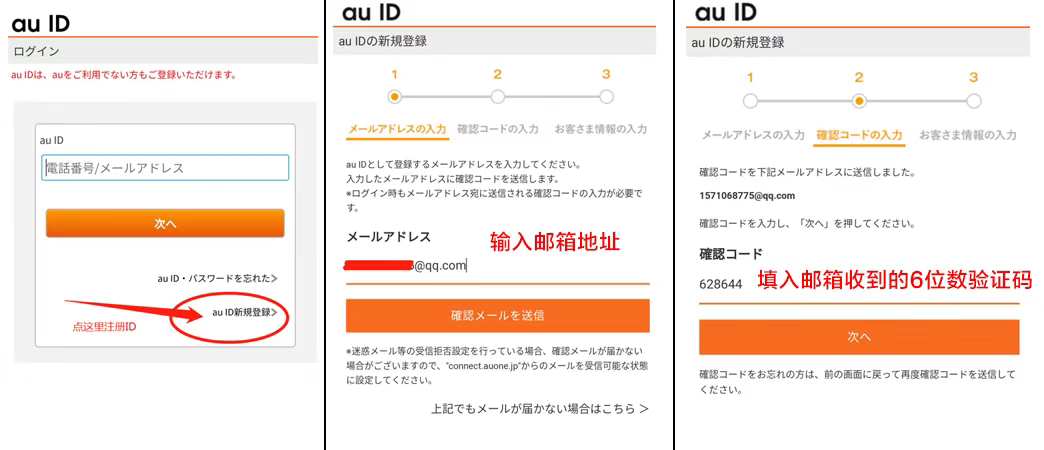 au ID
ログイン
au IDは、auをご利用でない方もご登録いただけます。
au ID
電話番号/メールアドレス
次へ
au ID・パスワードを忘れた
au ID新規登録
点这里注册ID
au ID
au IDの新規登録
1
2
3
メールアドレスの入力
確認コードの入力
お客さま情報の入力
au IDとして登録するメールアドレスを入力してください。
入力したメールアドレスに確認コードを送信します。
※ログイン時もメールアドレス宛に送信される確認コードの入力が必要で
す。
メールアドレス
输入邮箱地址
@qq.com
確認メールを送信
※迷惑メール等の受信拒否設定を行っている場合、確認メールが届かない
場合がございますので、"connect.auone.jp"からのメールを受信可能な状態
に設定してください。
上記でもメールが届かない場合はこちら ＞
au ID
au IDの新規登録
1
2
3
メールアドレスの入力
確認コードの入力
お客さま情報の入力
確認コードを下記メールアドレスに送信しました。
1571068775@qq.com
確認コードを入力し、「次へ」を押してください。
確認コード
628644
填入邮箱收到的6位数验证码
次へ
確認コードをお忘れの方は、前の画面に戻って再度確認コードを送信して
ください。